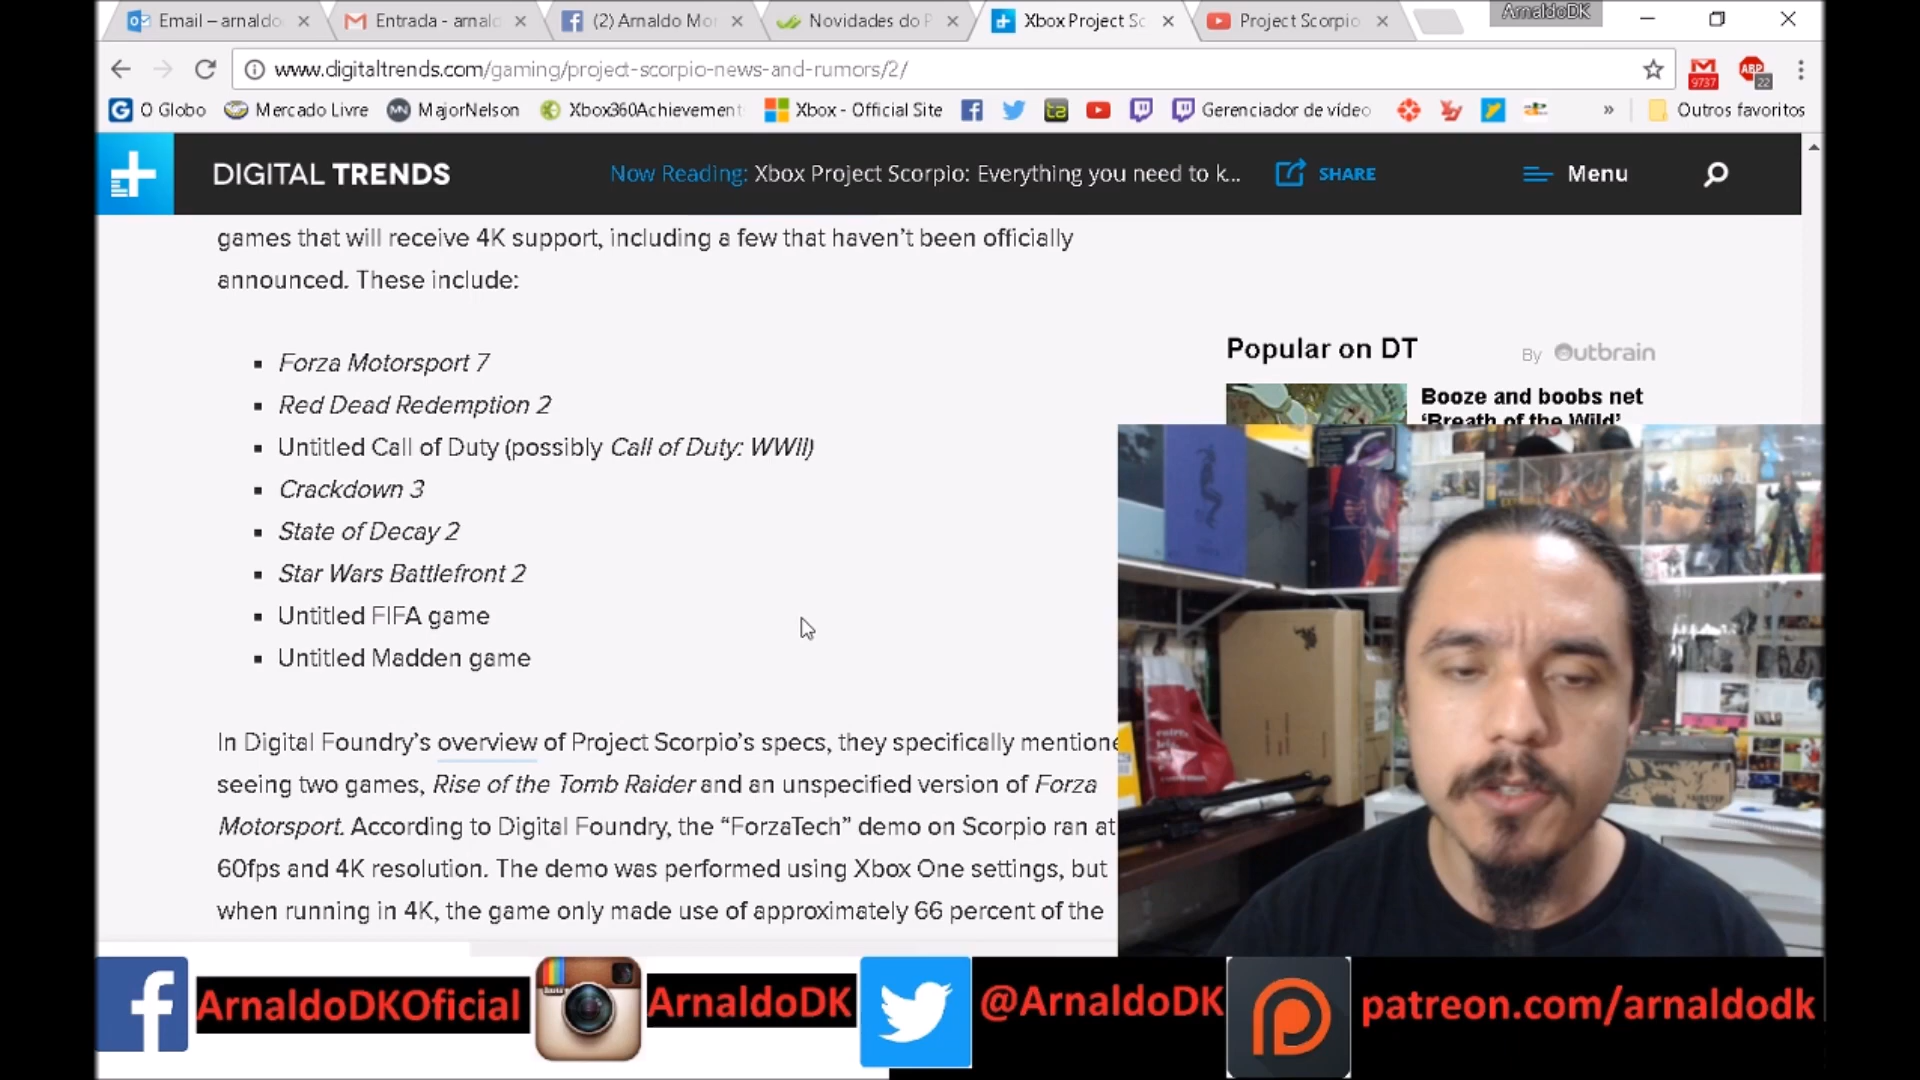 Email – arnaldo
Entrada - arnal
(2) Arnaldo Mo
Novidades do P
Xbox Project Sc
Project Scorpio
ArnaldoDK
www.digitaltrends.com/gaming/project-scorpio-news-and-rumors/2/
9737
ABP
22
O Globo
Mercado Livre
MajorNelson
Xbox360Achievement
Xbox - Official Site
Gerenciador de vídeo
»
Outros favoritos
DIGITAL TRENDS
Now Reading: Xbox Project Scorpio: Everything you need to k...
SHARE
Menu
games that will receive 4K support, including a few that haven't been officially
announced. These include:
▪ Forza Motorsport 7
▪ Red Dead Redemption 2
▪ Untitled Call of Duty (possibly Call of Duty: WWII)
▪ Crackdown 3
▪ State of Decay 2
▪ Star Wars Battlefront 2
▪ Untitled FIFA game
▪ Untitled Madden game
Popular on DT
By Outbrain
Booze and boobs net
'Breath of the Wild'
In Digital Foundry's overview of Project Scorpio's specs, they specifically mentione
seeing two games, Rise of the Tomb Raider and an unspecified version of Forza
Motorsport. According to Digital Foundry, the “ForzaTech” demo on Scorpio ran at
60fps and 4K resolution. The demo was performed using Xbox One settings, but
when running in 4K, the game only made use of approximately 66 percent of the
ArnaldoDKOficial
ArnaldoDK
@ArnaldoDK
patreon.com/arnaldodk